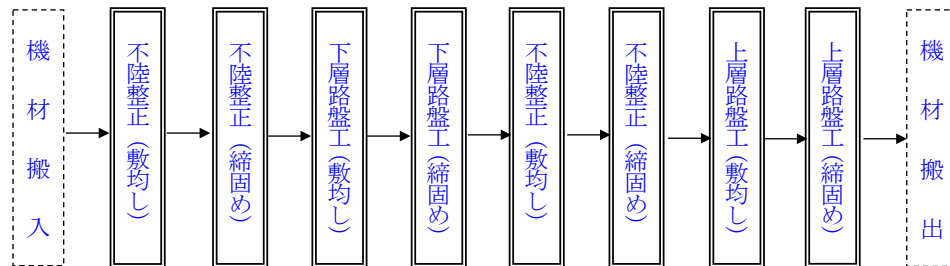 機材搬入
不陸整正（敷均し）
不陸整正（締固め）
下層路盤工（敷均し）
下層路盤工（締固め）
不陸整正（敷均し）
不陸整正（締固め）
上層路盤工（敷均し）
上層路盤工（締固め）
機材搬出